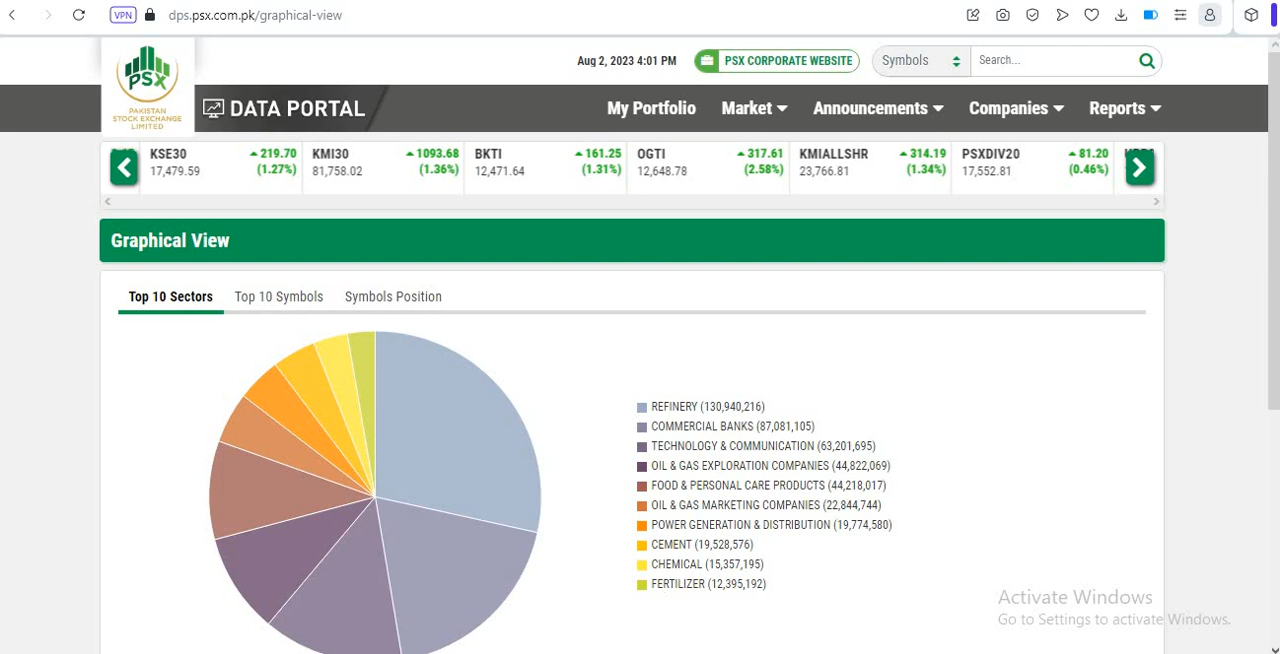 VPN dps.psx.com.pk/graphical-view
PSX
PAKISTAN
STOCK EXCHANGE
LIMITED
Aug 2, 2023 4:01 PM PSX CORPORATE WEBSITE Symbols Search...
DATA PORTAL My Portfolio Market Announcements Companies Reports
KSE30 219.70 KMI30 1093.68 BKTI 161.25 OGTI 317.61 KMIALLSHR 314.19 PSXDIV20 81.20
17,479.59 (1.27%) 81,758.02 (1.36%) 12,471.64 (1.31%) 12,648.78 (2.58%) 23,766.81 (1.34%) 17,552.81 (0.46%)
Graphical View
Top 10 Sectors Top 10 Symbols Symbols Position
REFINERY (130,940,216)
COMMERCIAL BANKS (87,081,105)
TECHNOLOGY & COMMUNICATION (63,201,695)
OIL & GAS EXPLORATION COMPANIES (44,822,069)
FOOD & PERSONAL CARE PRODUCTS (44,218,017)
OIL & GAS MARKETING COMPANIES (22,844,744)
POWER GENERATION & DISTRIBUTION (19,774,580)
CEMENT (19,528,576)
CHEMICAL (15,357,195)
FERTILIZER (12,395,192)
Activate Windows
Go to Settings to activate Windows.